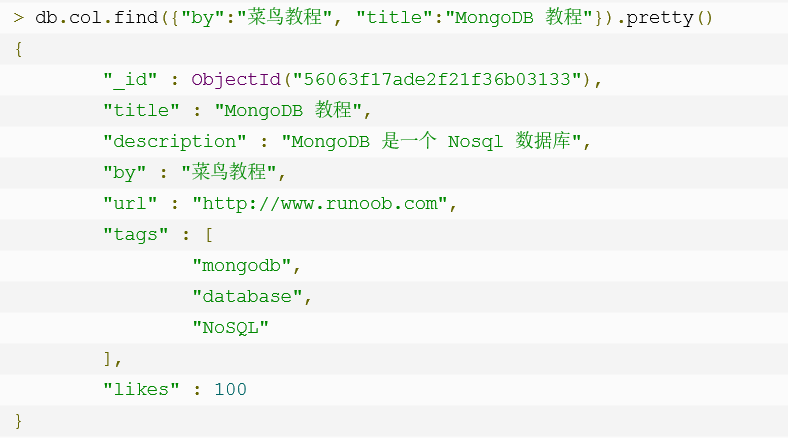 > db.col.find({"by":"菜鸟教程", "title":"MongoDB 教程"}).pretty()
{
        "_id" : ObjectId("56063f17ade2f21f36b03133"),
        "title" : "MongoDB 教程",
        "description" : "MongoDB 是一个 Nosql 数据库",
        "by" : "菜鸟教程",
        "url" : "http://www.runoob.com",
        "tags" : [
                "mongodb",
                "database",
                "NoSQL"
        ],
        "likes" : 100
}